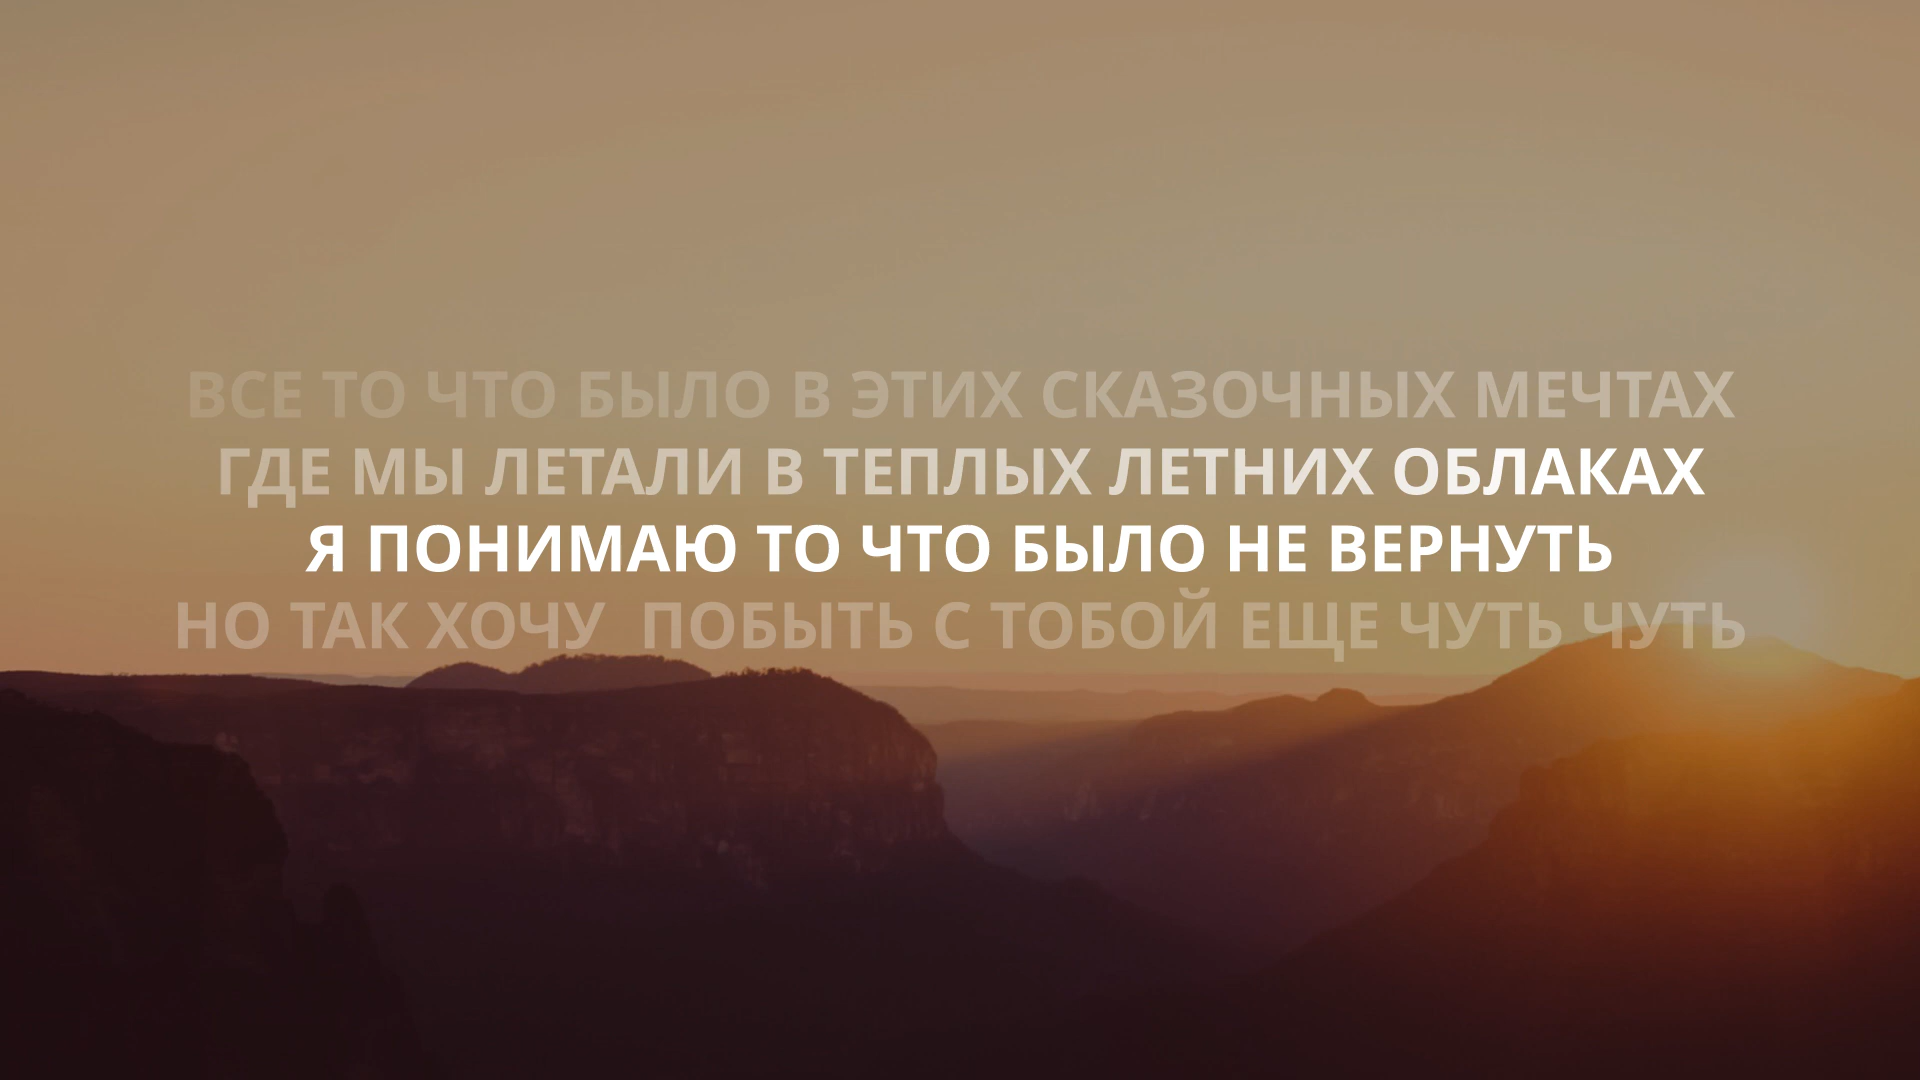 ВСЕ ТО ЧТО БЫЛО В ЭТИХ СКАЗОЧНЫХ МЕЧТАХ
ГДЕ МЫ ЛЕТАЛИ В ТЕПЛЫХ ЛЕТНИХ ОБЛАКАХ
Я ПОНИМАЮ ТО ЧТО БЫЛО НЕ ВЕРНУТЬ
НО ТАК ХОЧУ  ПОБЫТЬ С ТОБОЙ ЕЩЕ ЧУТЬ ЧУТЬ